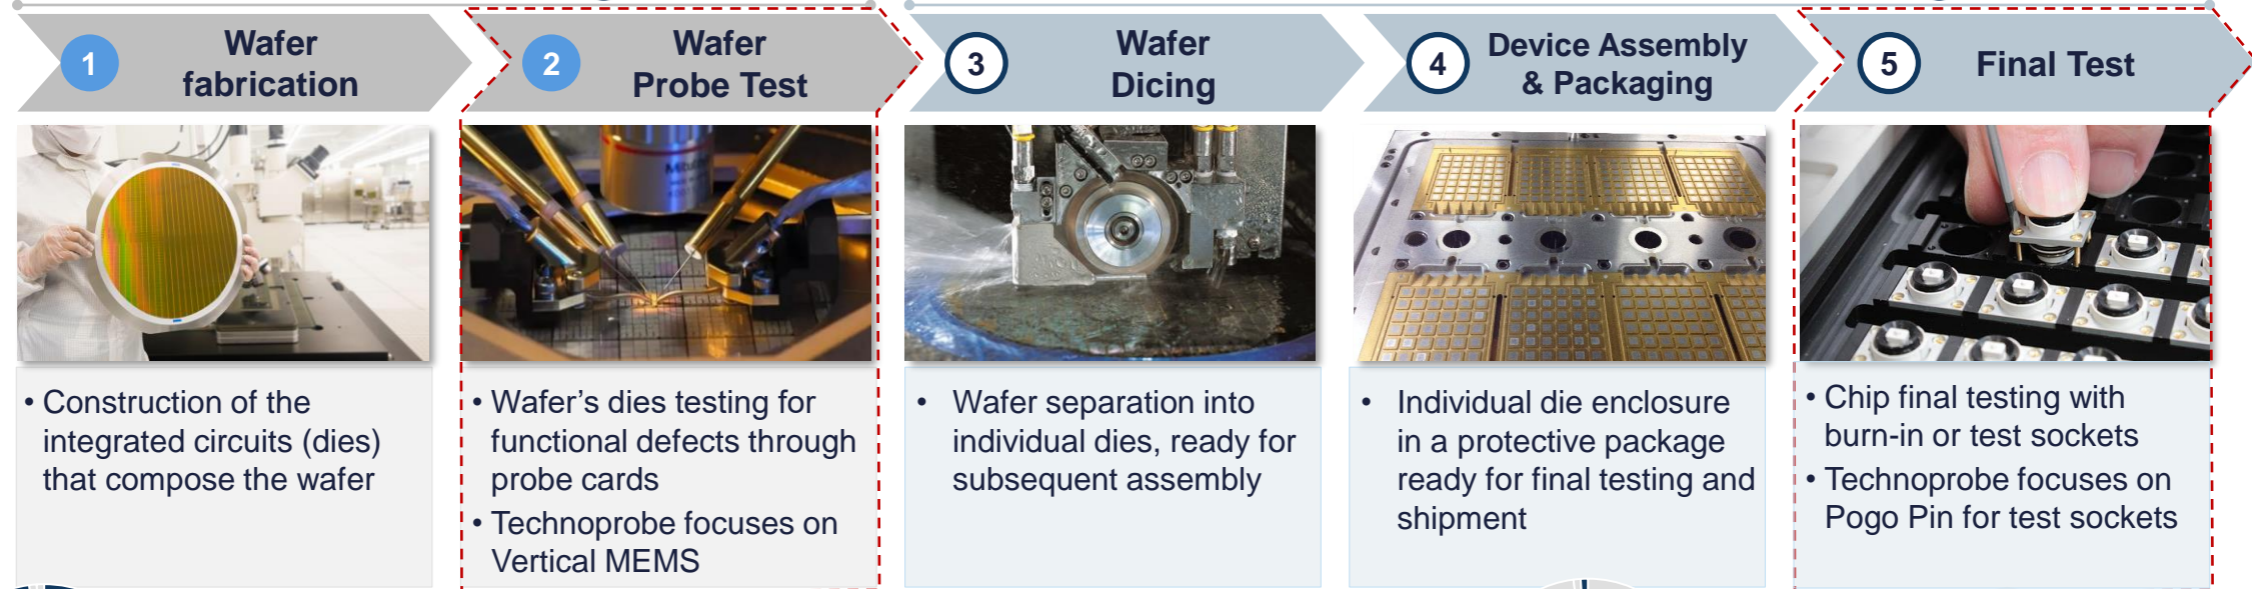 1
Wafer
fabrication
2
Wafer
Probe Test
3
Wafer
Dicing
4
Device Assembly
& Packaging
5
Final Test
• Construction of the
integrated circuits (dies)
that compose the wafer
• Wafer’s dies testing for
functional defects through
probe cards
• Technoprobe focuses on
Vertical MEMS
• Wafer separation into
individual dies, ready for
subsequent assembly
• Individual die enclosure
in a protective package
ready for final testing and
shipment
• Chip final testing with
burn-in or test sockets
• Technoprobe focuses on
Pogo Pin for test sockets